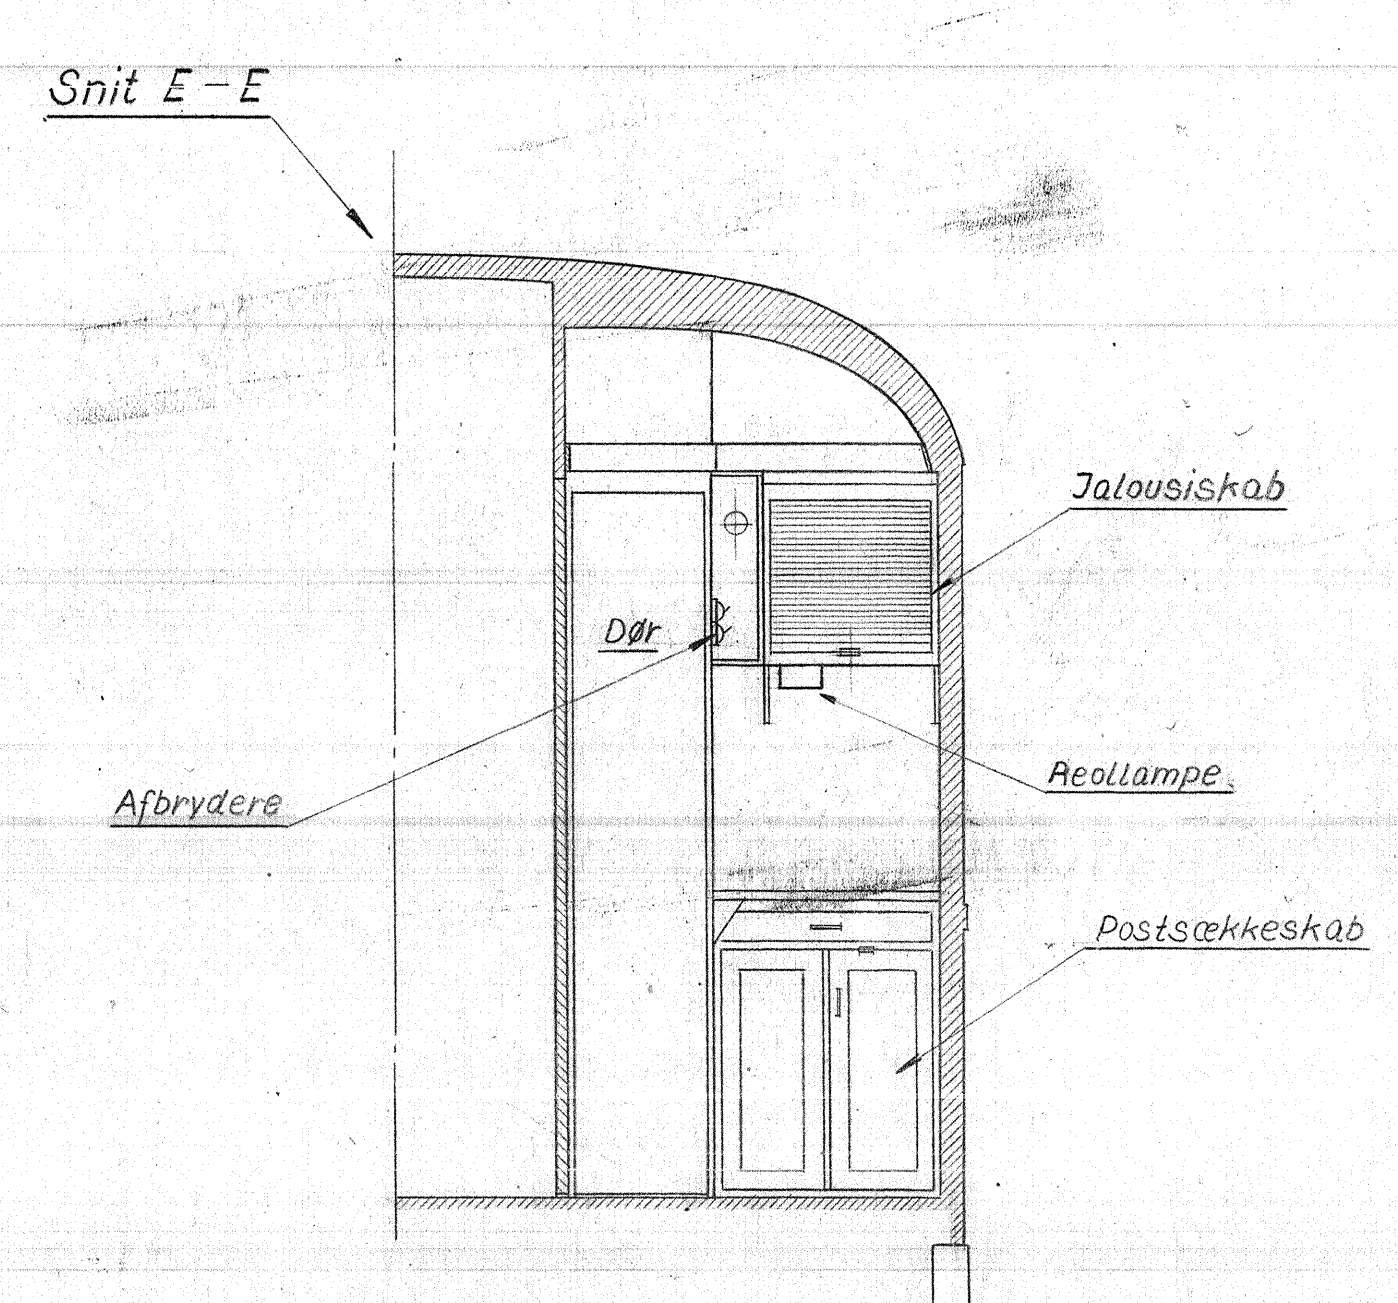 Snit E-E
Jalousiskab
Dør
Reollampe
Afbrydere
Postsækkeskab